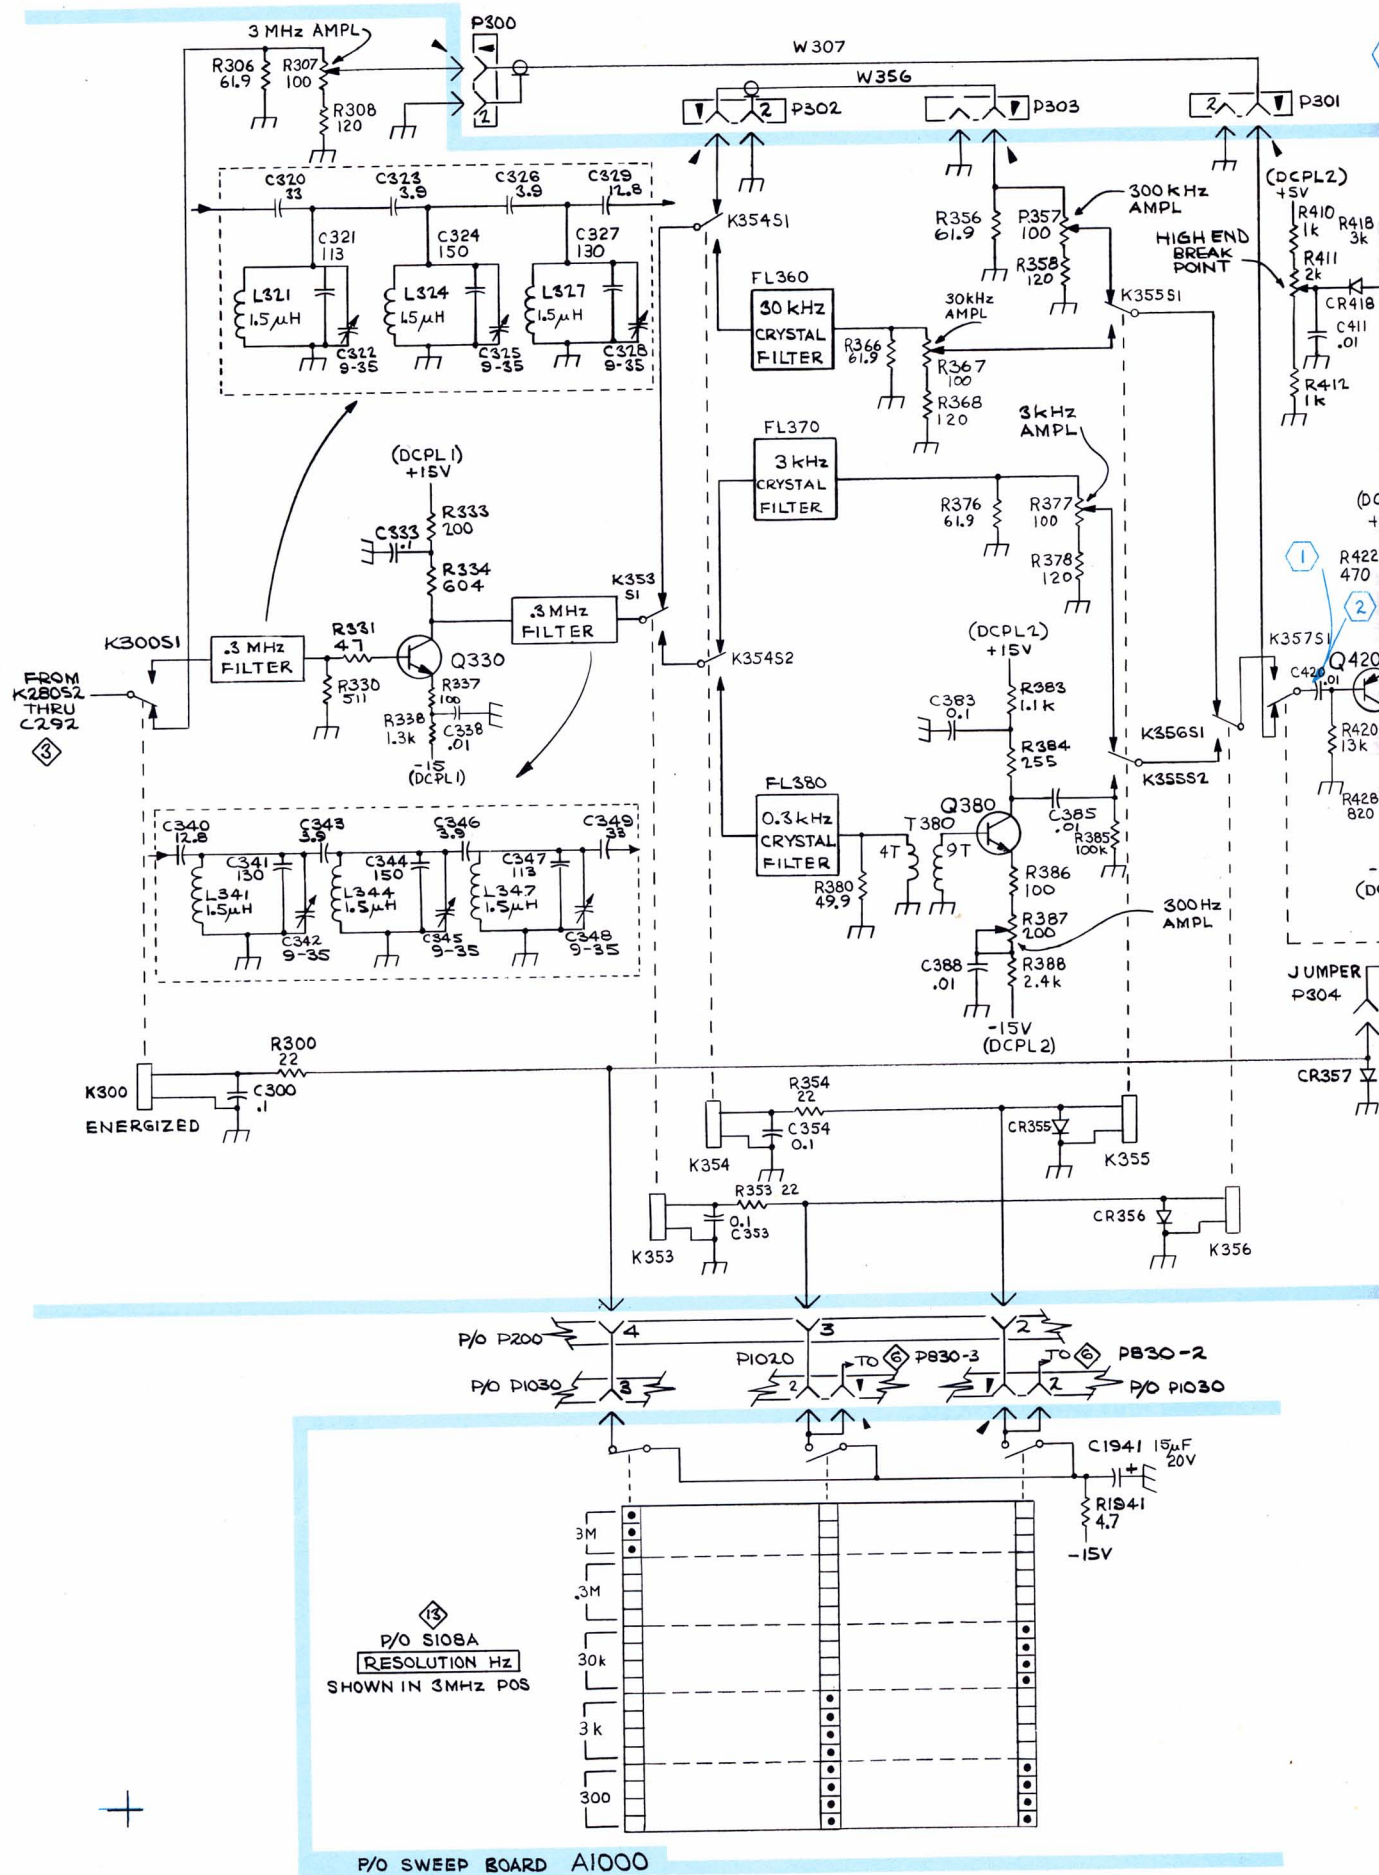 3 MHz AMPL
P300
W307
R306
61.9
R307
100
W356
R308
120
2
2
P302
P303
2
P301
C320
33
C323
3.9
C326
3.9
C329
12.8
K354S1
R356
61.9
P357
100
300 kHz
AMPL
R358
120
(DCPL2)
+5V
R410
1k
R418
3k
HIGH END
BREAK
POINT
R411
2k
CR418
C411
.01
R412
1k
C321
113
C324
150
C327
130
L321
1.5µH
L324
1.5µH
L327
1.5µH
C322
9-35
C325
9-35
C328
9-35
FL360
30 kHz
CRYSTAL
FILTER
30kHz
AMPL
K355S1
R366
61.9
R367
100
R368
120
FL370
3 kHz
CRYSTAL
FILTER
3kHz
AMPL
R376
61.9
R377
100
R378
120
(DCPL1)
+15V
R333
200
C333
.1
R334
604
K353
S1
.3 MHz
FILTER
K300S1
.3 MHz
FILTER
R331
47
Q330
R330
511
R337
100
R338
1.3k
C338
.01
-15
(DCPL1)
FROM
K280S2
THRU
C292
3
K354S2
(DCPL2)
+15V
C383
0.1
R383
1.1k
R384
255
K356S1
K355S2
1
2
R422
470
K357S1
C420
.01
Q420
R420
13k
R428
820
FL380
0.3kHz
CRYSTAL
FILTER
T380
4T
9T
Q380
C385
.01
R385
100k
R380
49.9
R386
100
R387
200
300Hz
AMPL
C388
.01
R388
2.4k
-15V
(DCPL2)
C340
12.8
C343
3.9
C346
3.9
C349
33
C341
130
C344
150
C347
113
L341
1.5µH
L344
1.5µH
L347
1.5µH
C342
9-35
C345
9-35
C348
9-35
JUMPER
P304
R300
22
K300
C300
.1
ENERGIZED
CR357
R354
22
C354
0.1
K354
CR355
K355
R353 22
0.1
C353
K353
CR356
K356
P/O P200
4
3
2
P1020
TO 6 P830-3
TO 6 P830-2
P/O P1030
3
2
2
P/O P1030
C1941 15µF
20V
R1941
4.7
-15V
3M
.3M
30k
3k
300
13
P/O S108A
RESOLUTION Hz
SHOWN IN 3MHz POS
P/O SWEEP BOARD A1000